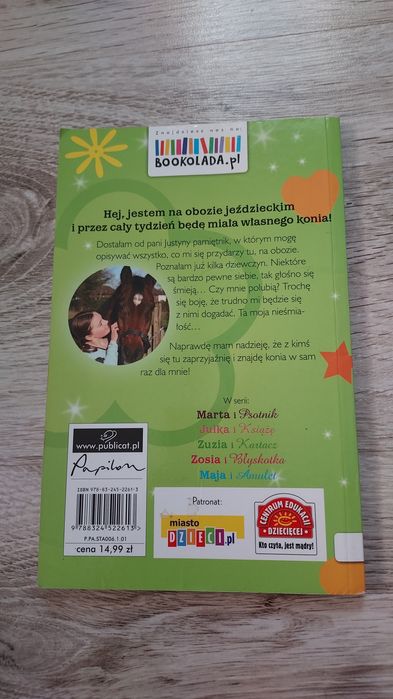 Znajdziesz nas na:
BOOKOLADA.pl
Hej, jestem na obozie jeździeckim
i przez cały tydzień będę miała własnego konia!
Dostałam od pani Justyny pamiętnik, w którym mogę
opisywać wszystko, co mi się przydarzy tu, na obozie.
Poznałam już kilka dziewczyn. Niektóre
są bardzo pewne siebie, tak głośno się
śmieją... Czy mnie polubią? Trochę
się boję, że trudno mi będzie się
z nimi dogadać. Ta moja nieśmia-
łość...
Naprawdę mam nadzieję, że z kimś
się tu zaprzyjaźnię i znajdę konia w sam
raz dla mnie!
W serii:
Marta i Psotnik
Julka i Książę
Zuzia i Kartacz
Zosia i Błyskotka
Maja i Amulet
www.publicat.pl
Papilon
ISBN 978-83-245-2261-3
9 788324 522613 >
cena 14,99 zł
P.PA.STA006.1.01
Patronat:
miasto
DZIECI.pl
CENTRUM EDUKACJI
DZIECIĘCEJ
Kto czyta, jest mądry!